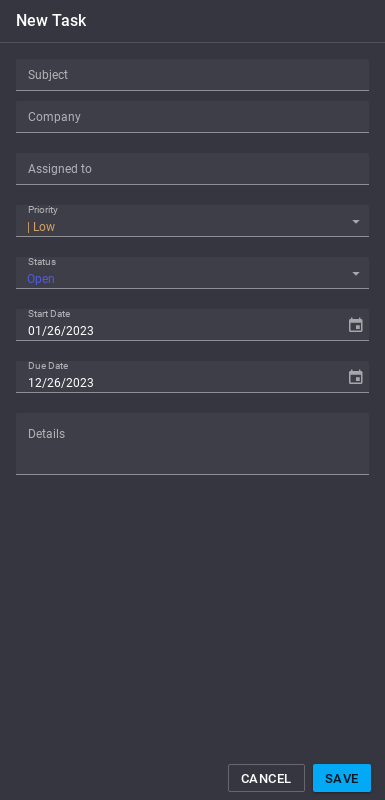 New Task
Subject
Company
Assigned to
Priority
| Low
Status
Open
Start Date
01/26/2023
Due Date
12/26/2023
Details
CANCEL SAVE